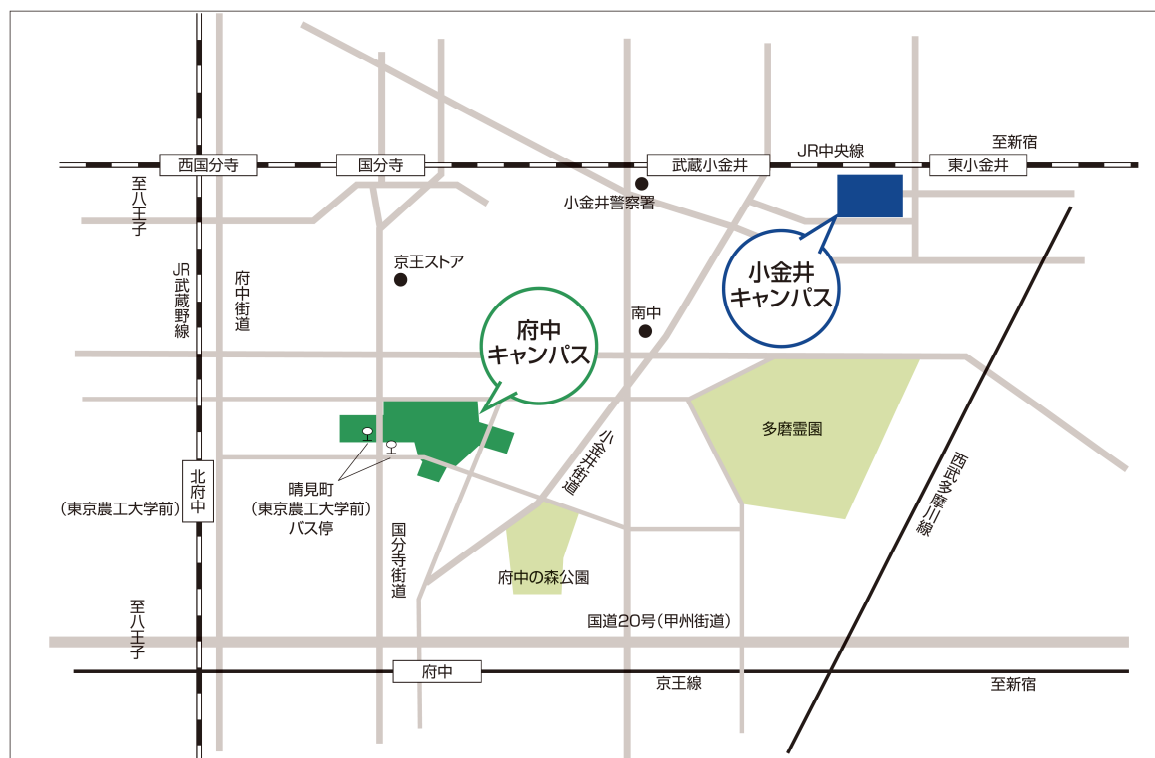 至新宿
JR中央線
西国分寺
国分寺
武蔵小金井
東小金井
至八王子
小金井警察署
京王ストア
JR武蔵野線
府中街道
小金井
キャンパス
南中
府中
キャンパス
多磨霊園
小金井街道
西武多摩川線
北府中
(東京農工大学前)
晴見町
(東京農工大学前)
バス停
国分寺街道
府中の森公園
至八王子
国道20号(甲州街道)
府中
京王線
至新宿